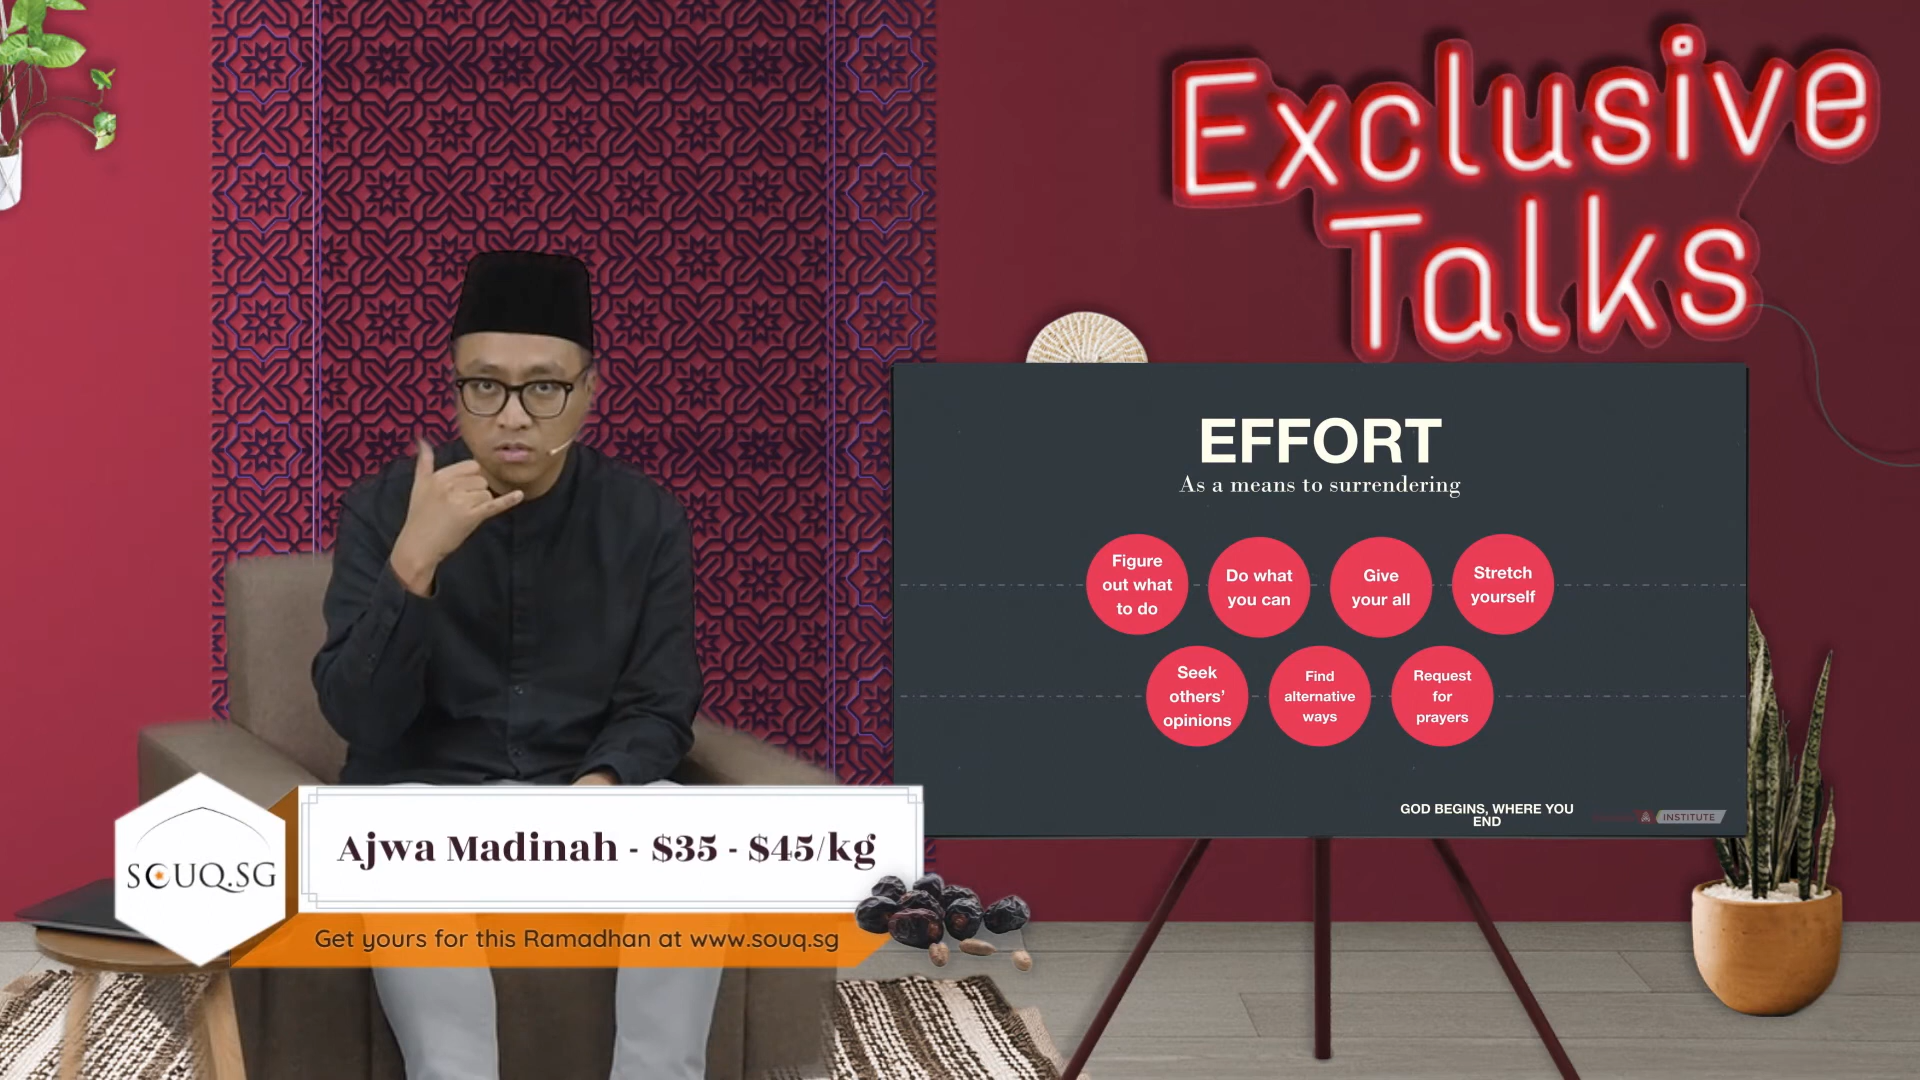 Exclusive
Talks
EFFORT
As a means to surrendering
Figure
out what
to do
Do what
you can
Give
your all
Stretch
yourself
Seek
others’
opinions
Find
alternative
ways
Request
for
prayers
GOD BEGINS, WHERE YOU
END
INSTITUTE
SOUQ.SG
Ajwa Madinah - $35 - $45/kg
Get yours for this Ramadhan at www.souq.sg